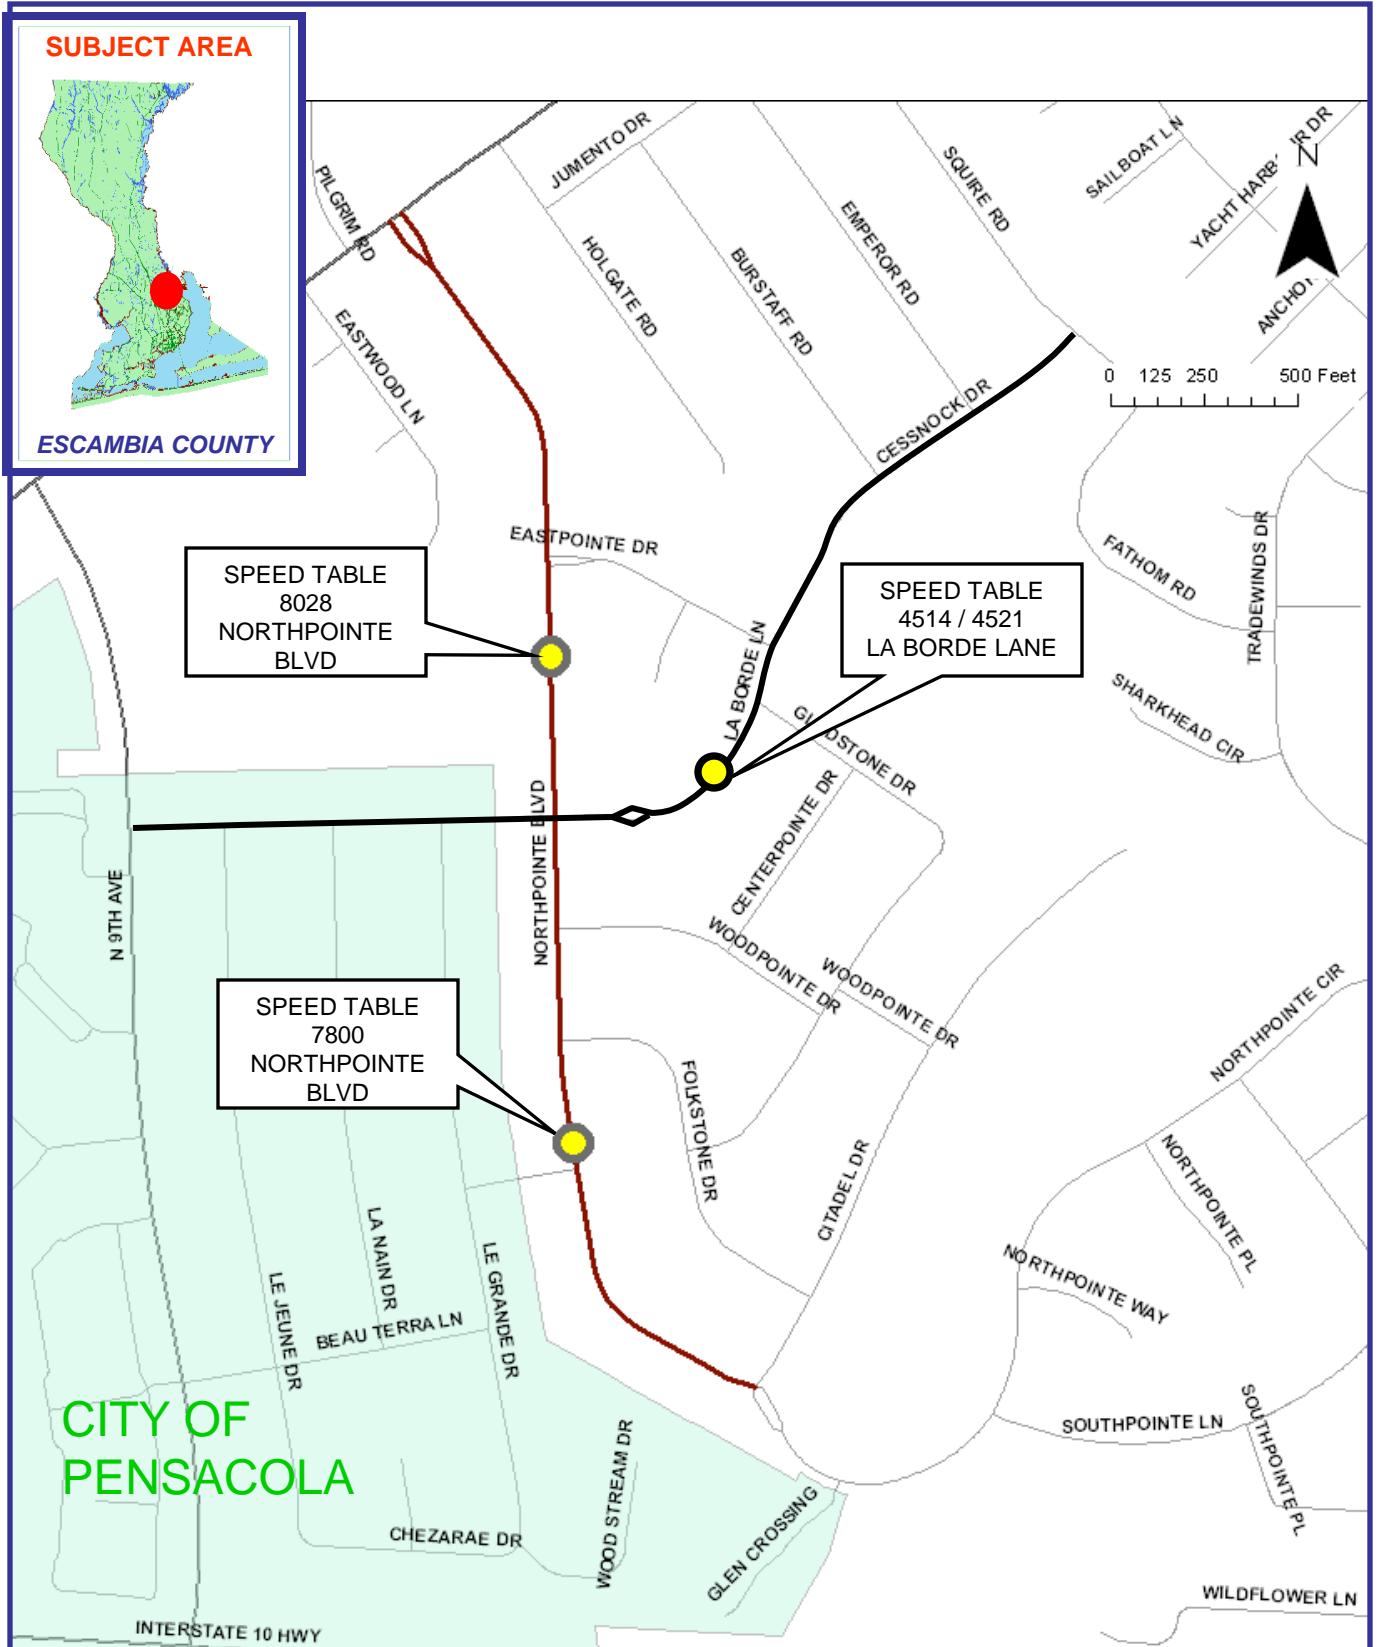 SUBJECT AREA
ESCAMBIA COUNTY
PILGRIM RD
JUMENTO DR
SQUIRE RD
SAILBOAT LN
N
EASTWOOD LN
HOLGATE RD
BURSTAFF RD
EMPEROR RD
CESSNOCK DR
0 125 250 500 Feet
EASTPOINTE DR
FATHOM RD
TRADEWINDS DR
SPEED TABLE
8028
NORTHPOINTE
BLVD
SPEED TABLE
4514 / 4521
LA BORDE LANE
LA BORDE LN
SHARKHEAD CIR
NORTHPOINTE BLVD
CENTERPOINTE DR
N 9TH AVE
WOODPOINTE DR
WOODPOINTE DR
NORTHPOINTE CIR
SPEED TABLE
7800
NORTHPOINTE
BLVD
FOLKSTONE DR
CITADEL DR
NORTHPOINTE PL
NORTHPOINTE WAY
LA NAIN DR
LE JEUNE DR
LE GRANDE DR
BEAU TERRA LN
CITY OF
PENSACOLA
SOUTHPOINTE LN
SOUTHPOINTE PL
WOOD STREAM DR
CHEZARAE DR
GLEN CROSSING
WILDFLOWER LN
INTERSTATE 10 HWY